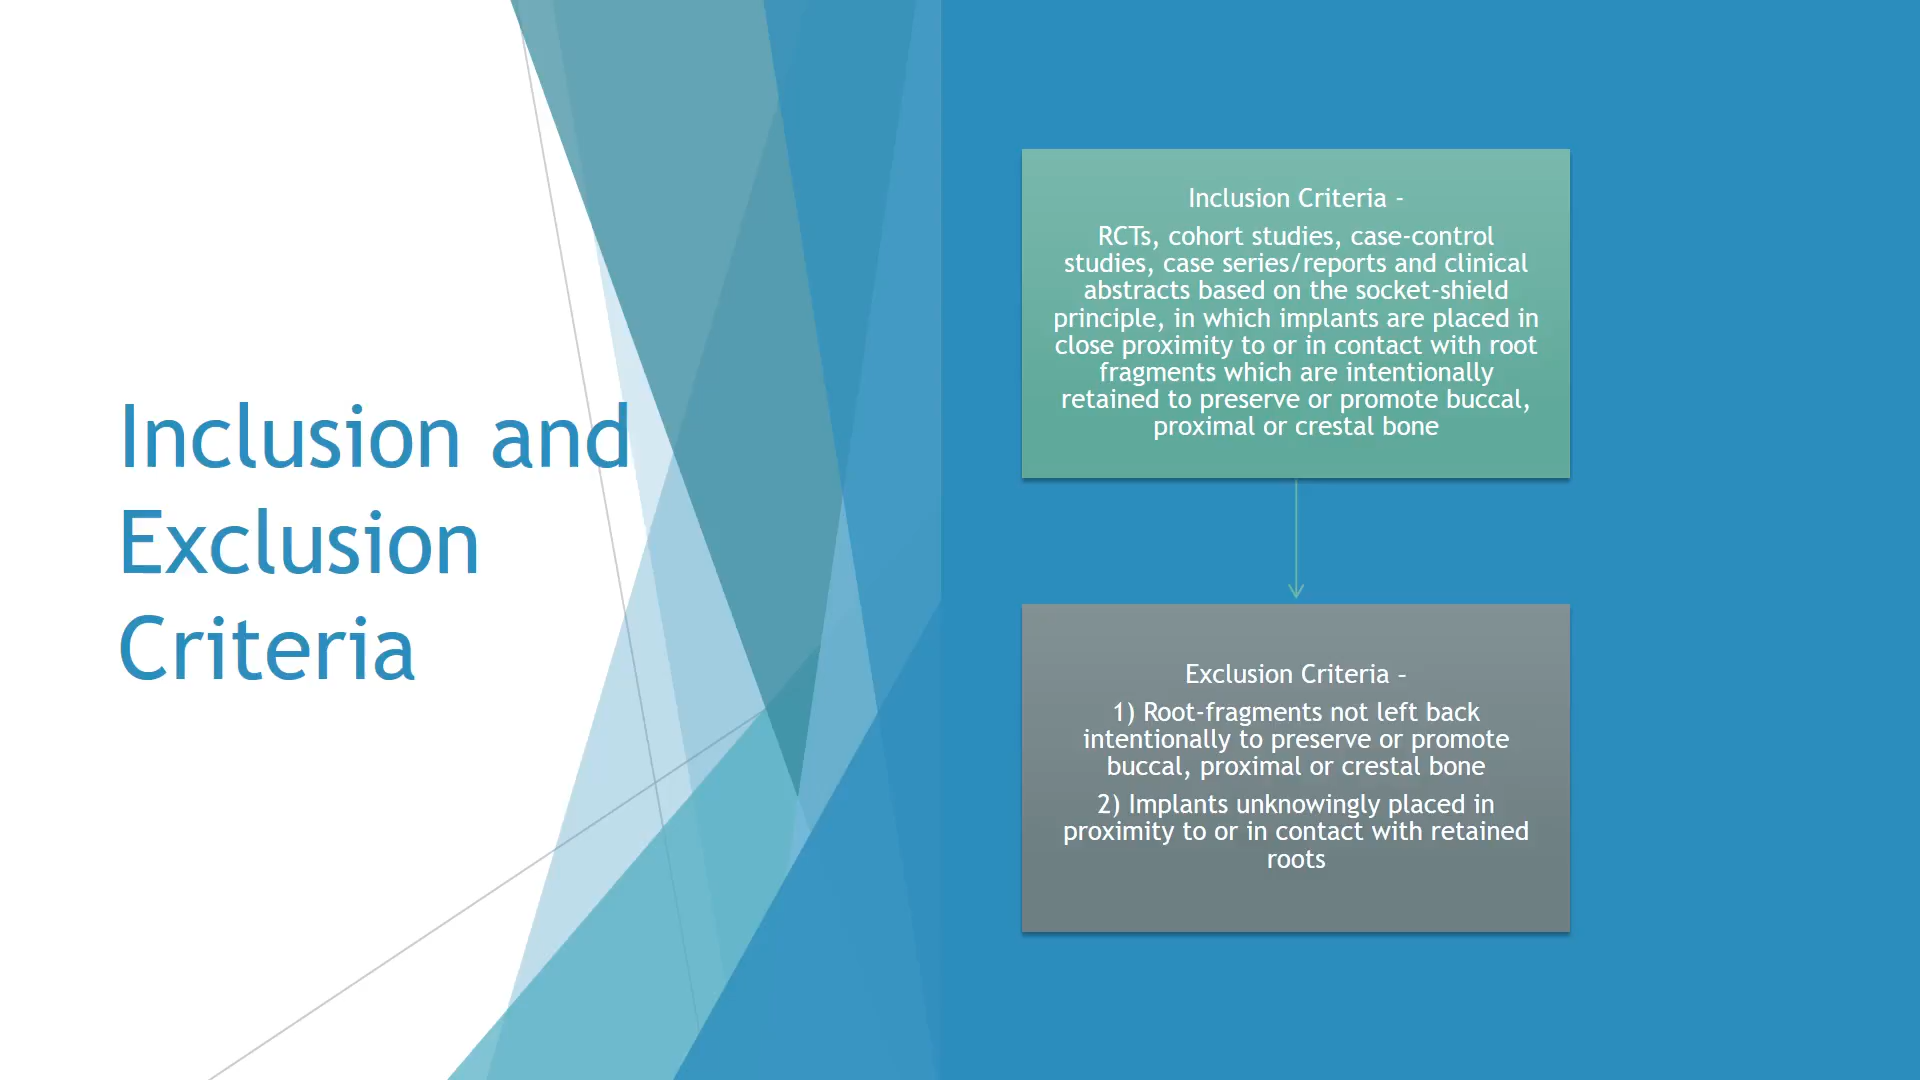 Inclusion and
Exclusion
Criteria
Inclusion Criteria -
RCTs, cohort studies, case-control
studies, case series/reports and clinical
abstracts based on the socket-shield
principle, in which implants are placed in
close proximity to or in contact with root
fragments which are intentionally
retained to preserve or promote buccal,
proximal or crestal bone
Exclusion Criteria –
1) Root-fragments not left back
intentionally to preserve or promote
buccal, proximal or crestal bone
2) Implants unknowingly placed in
proximity to or in contact with retained
roots